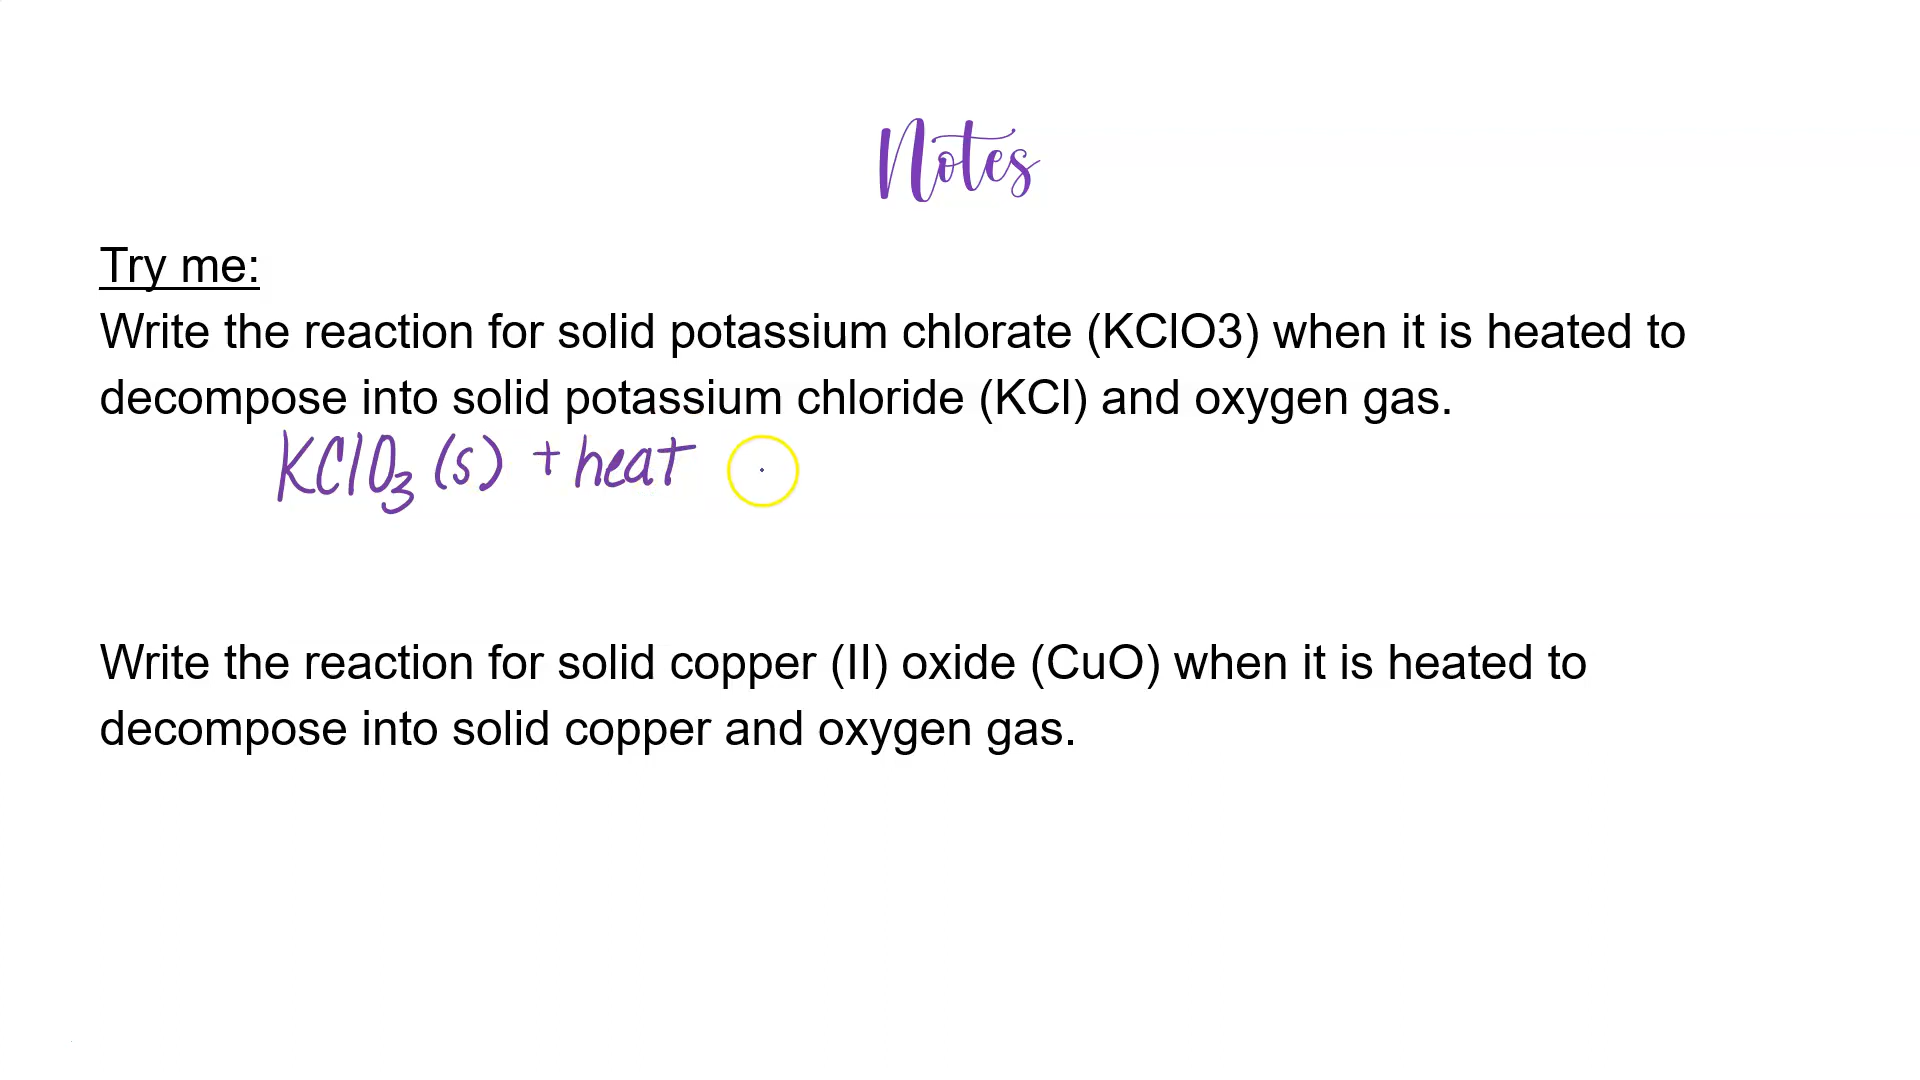 Notes
Try me:
Write the reaction for solid potassium chlorate (KClO3) when it is heated to
decompose into solid potassium chloride (KCl) and oxygen gas.
KClO₃ (s) + heat
Write the reaction for solid copper (II) oxide (CuO) when it is heated to
decompose into solid copper and oxygen gas.